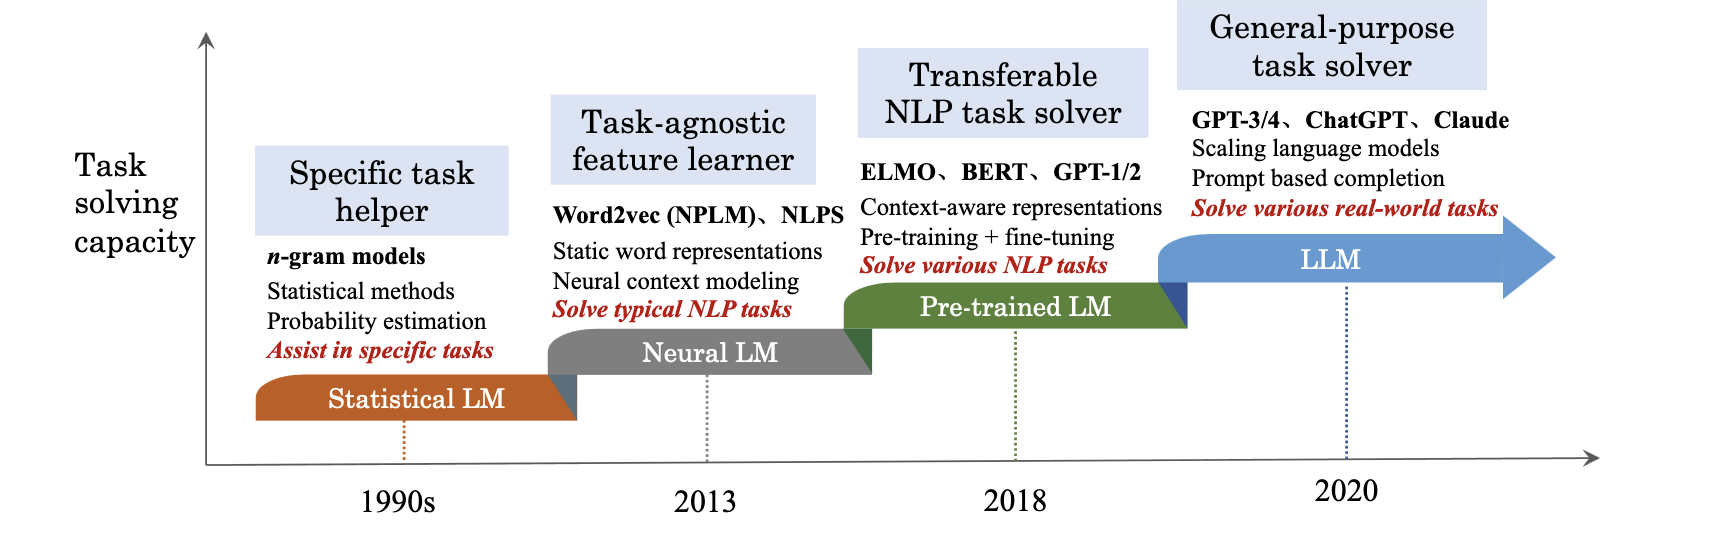 General-purpose
task solver
Transferable
NLP task solver
Task-agnostic
feature learner
Specific task
helper
Task
solving
capacity
GPT-3/4、ChatGPT、Claude
Scaling language models
Prompt based completion
Solve various real-world tasks
ELMO、BERT、GPT-1/2
Context-aware representations
Pre-training + fine-tuning
Solve various NLP tasks
Word2vec (NPLM)、NLPS
Static word representations
Neural context modeling
Solve typical NLP tasks
n-gram models
Statistical methods
Probability estimation
Assist in specific tasks
LLM
Pre-trained LM
Neural LM
Statistical LM
1990s
2013
2018
2020